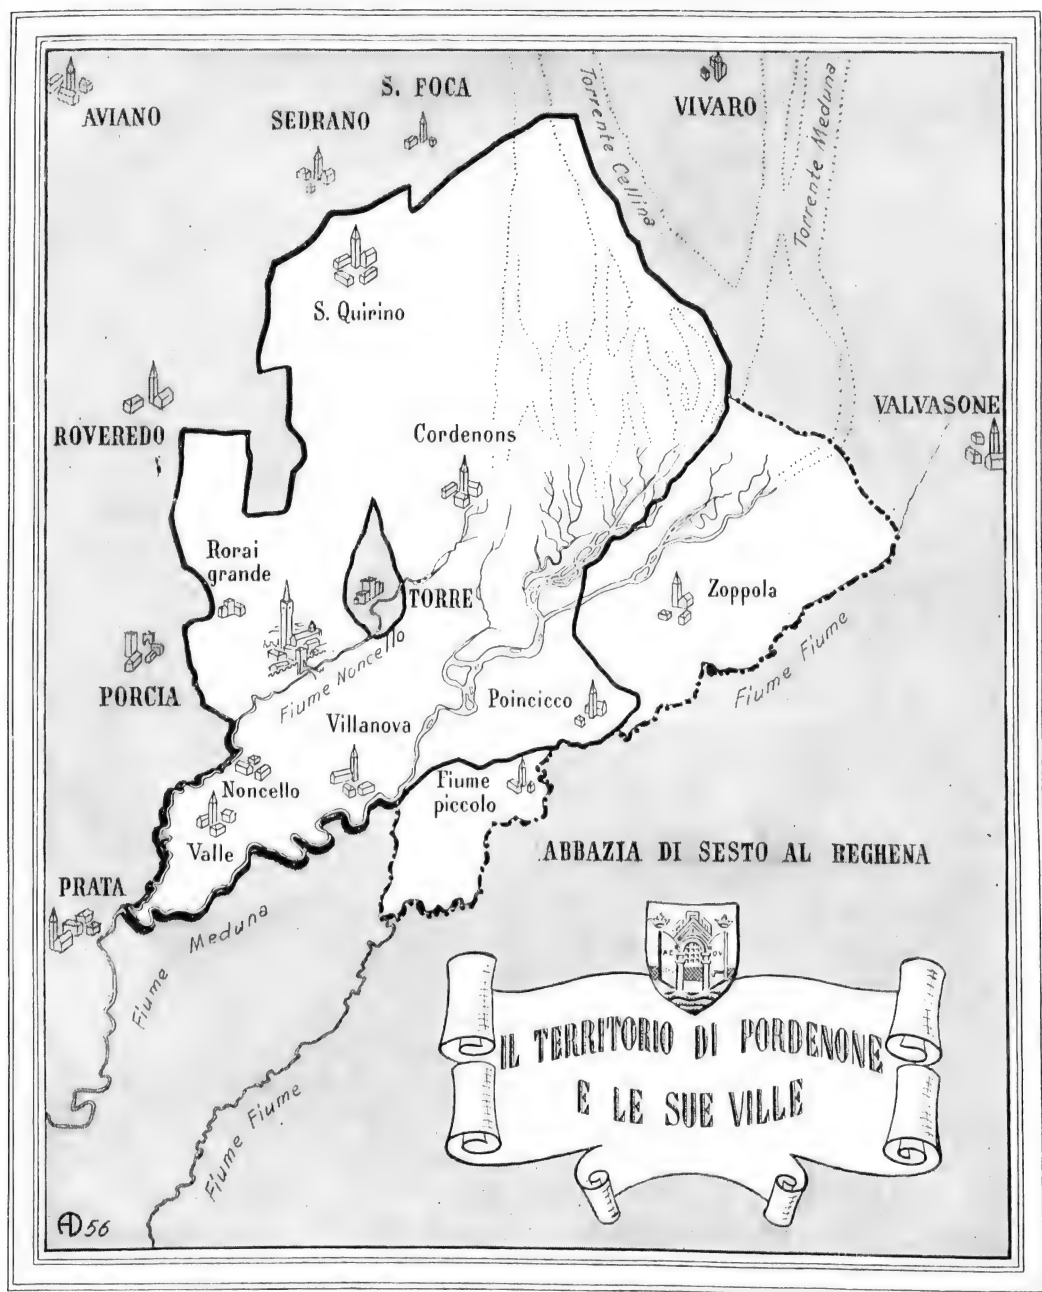 AVIANO
SEDRANO
S. FOCA
VIVARO
Torrente Cellina
Torrente Meduna
S. Quirino
ROVEREDO
Cordenons
VALVASONE
Rorai
grande
TORRE
Zoppola
PORCIA
Fiume Noncello
Villanova
Poincicco
Fiume Fiume
Noncello
Fiume
piccolo
Valle
ABBAZIA DI SESTO AL REGHENA
PRATA
Fiume Meduna
IL TERRITORIO DI PORDENONE
E LE SUE VILLE
Fiume Fiume
AD 56